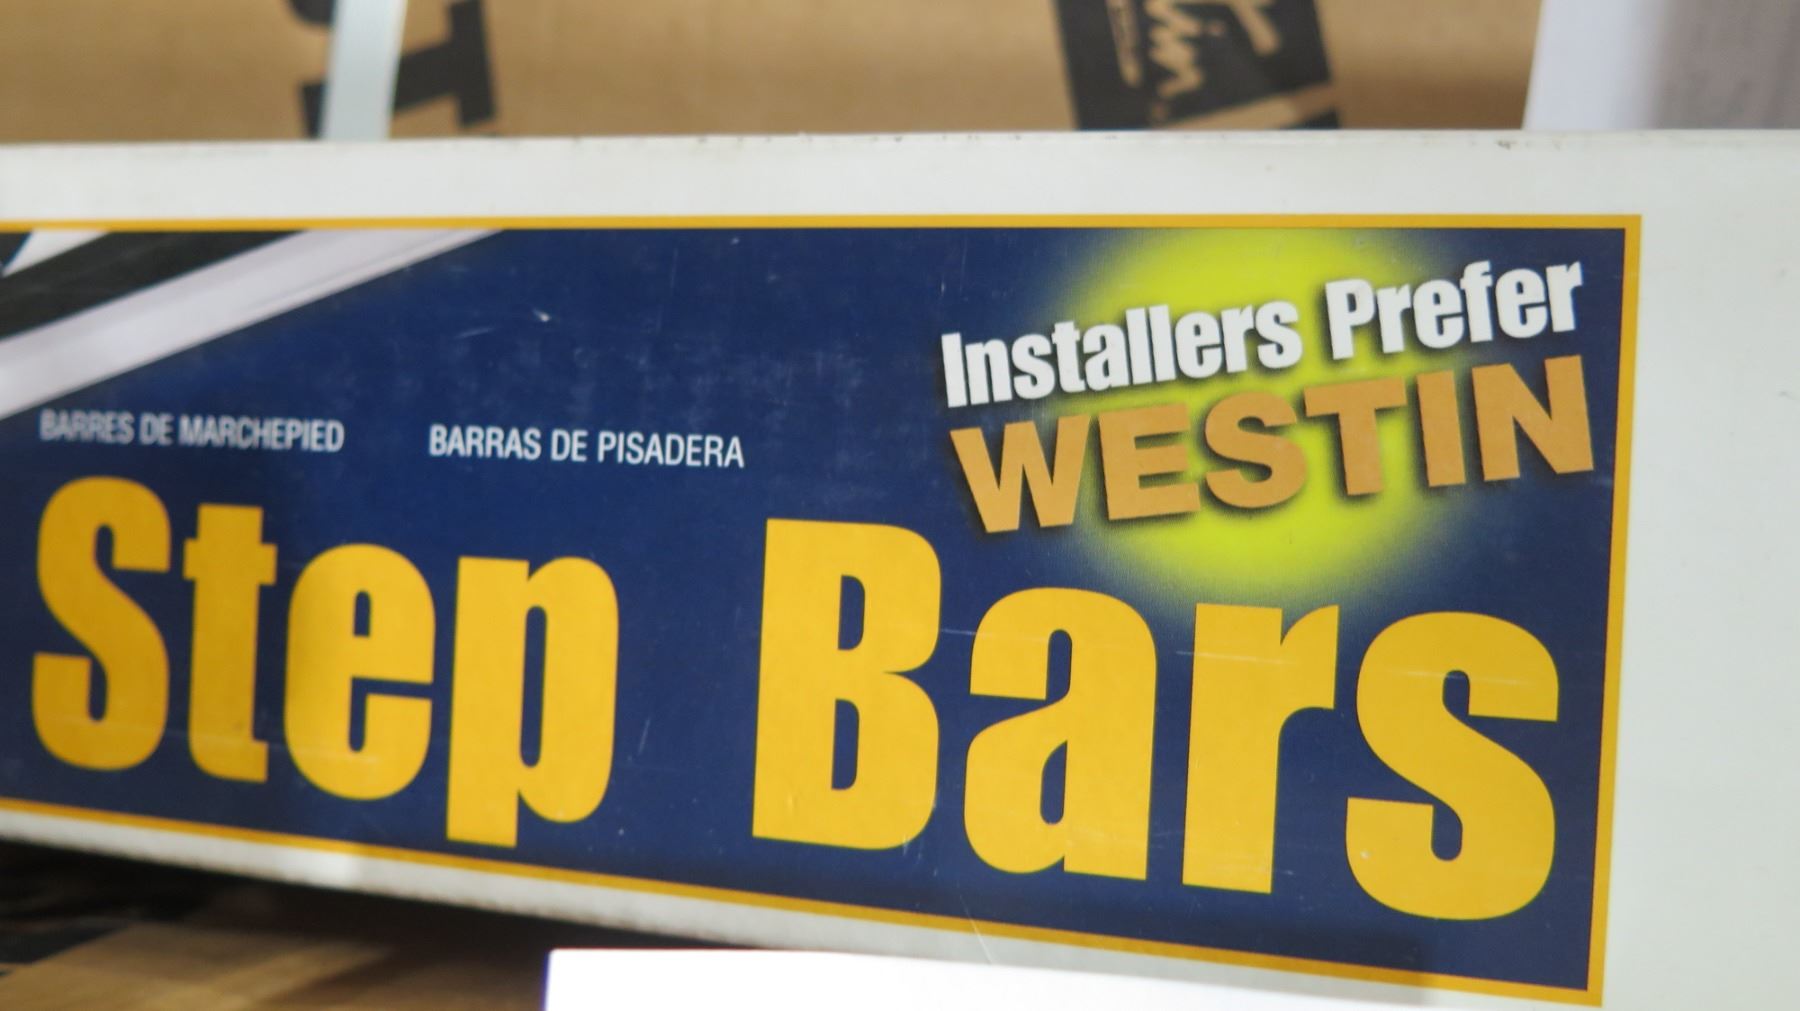 Installers Prefer
WESTIN
BARRES DE MARCHEPIED
BARRAS DE PISADERA
Step Bars